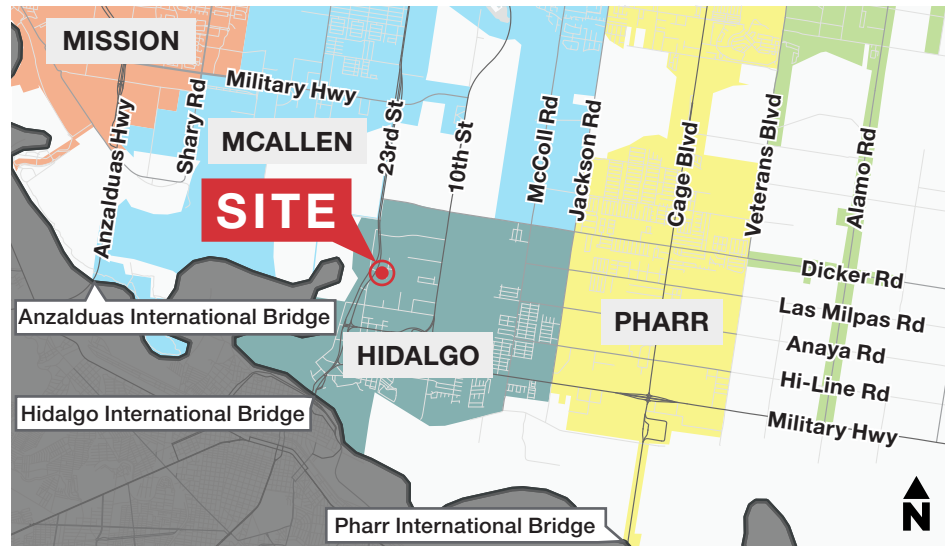 MISSION
Military Hwy
Anzalduas Hwy
Shary Rd
MCALLEN
23rd St
10th St
McColl Rd
Jackson Rd
Cage Blvd
Veterans Blvd
Alamo Rd
SITE
Dicker Rd
Anzalduas International Bridge
Las Milpas Rd
PHARR
Anaya Rd
HIDALGO
Hi-Line Rd
Hidalgo International Bridge
Military Hwy
Pharr International Bridge
N